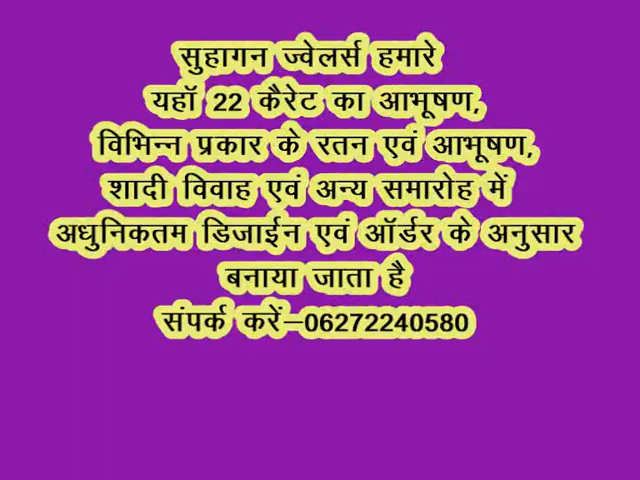 सुहागन ज्वेलर्स हमारे
यहॉ 22 कैरेट का आभूषण,
विभिन्न प्रकार के रतन एवं आभूषण,
शादी विवाह एवं अन्य समारोह में
अधुनिकतम डिजाईन एवं ऑर्डर के अनुसार
बनाया जाता है
संपर्क करें–06272240580